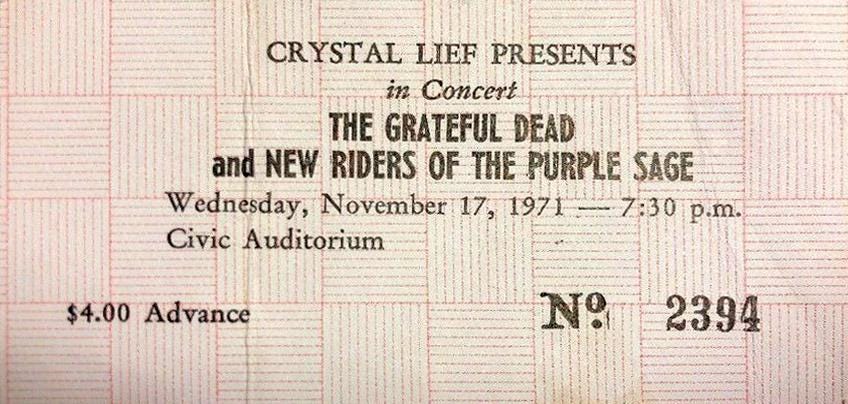 CRYSTAL LIEF PRESENTS
in Concert
THE GRATEFUL DEAD
and NEW RIDERS OF THE PURPLE SAGE
Wednesday, November 17, 1971 — 7:30 p.m.
Civic Auditorium
$4.00 Advance Nº 2394